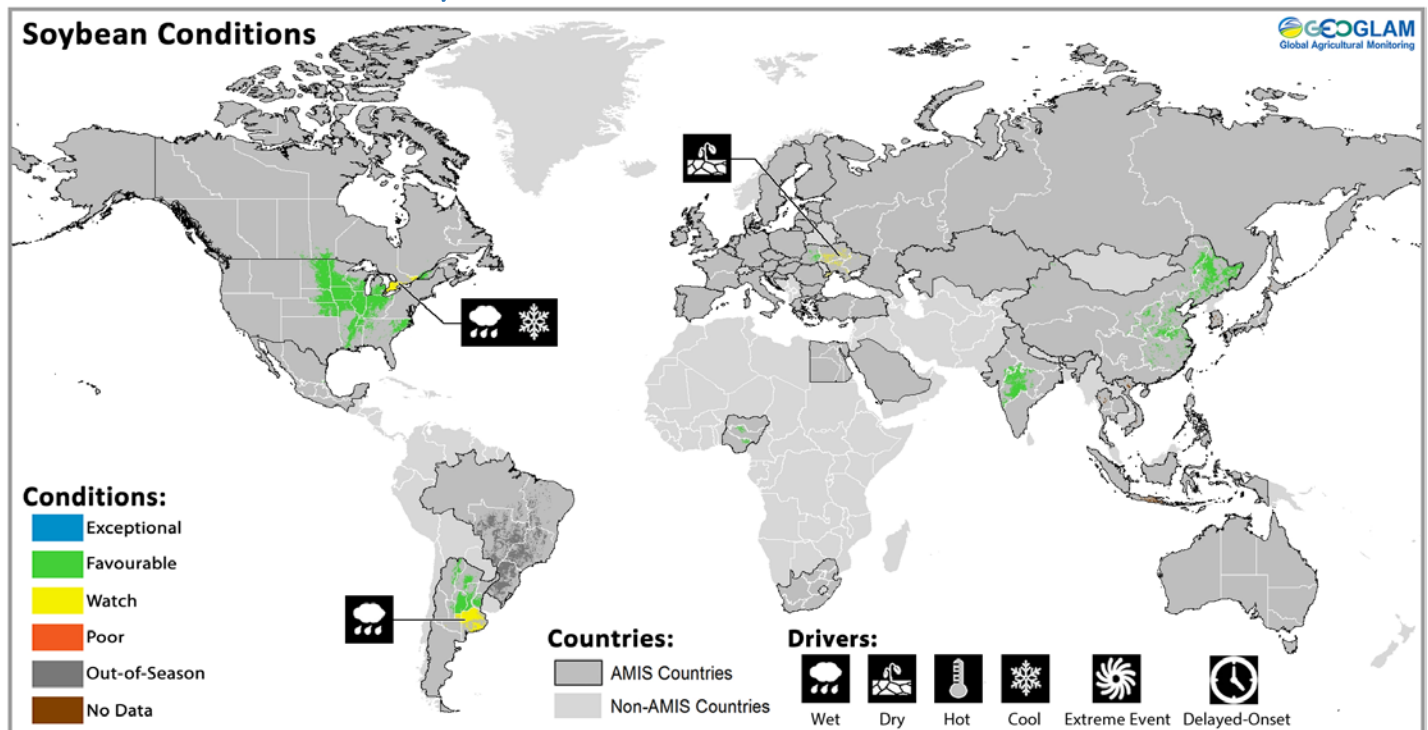 Soybean Conditions
GEOGLAM
Global Agricultural Monitoring
Conditions:
Exceptional
Favourable
Watch
Poor
Out-of-Season
No Data
Countries:
AMIS Countries
Non-AMIS Countries
Drivers:
Wet
Dry
Hot
Cool
Extreme Event
Delayed-Onset